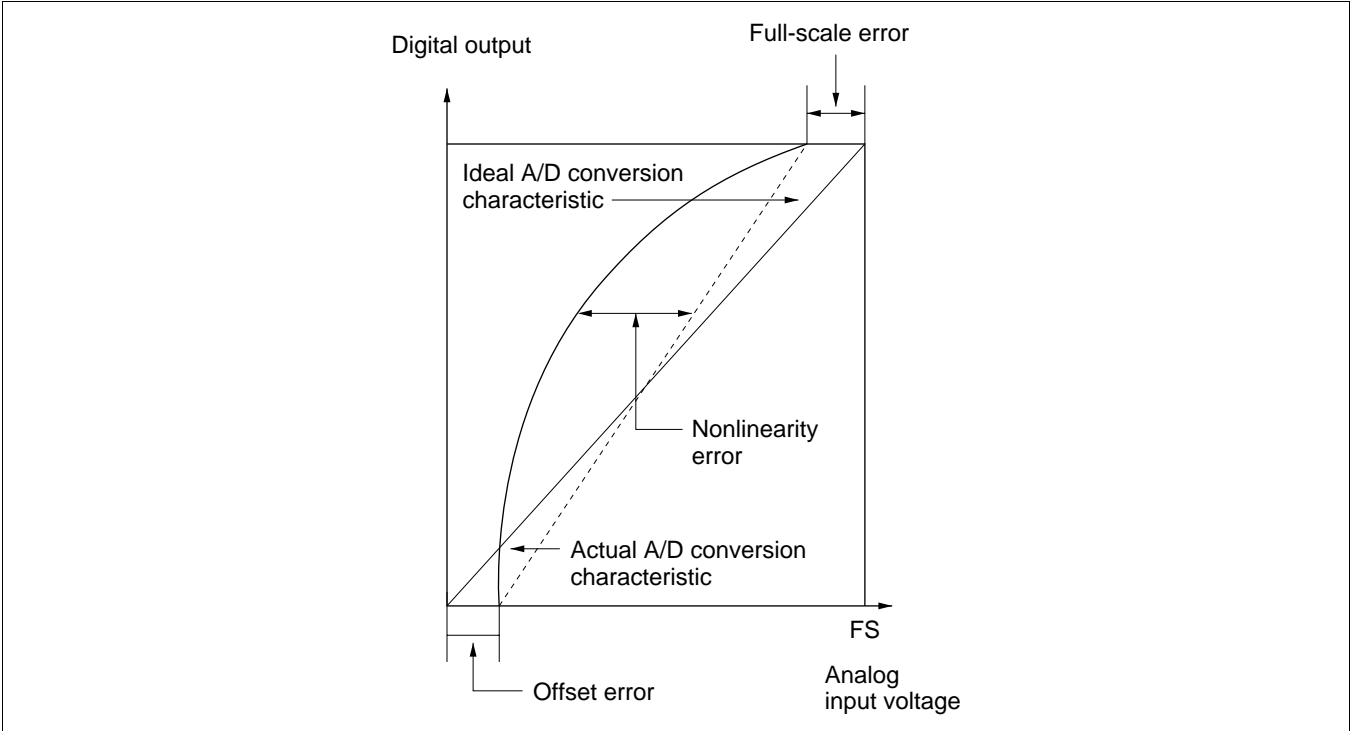 Full-scale error
Digital output
Ideal A/D conversion
characteristic
Nonlinearity
error
Actual A/D conversion
characteristic
FS
Analog
input voltage
Offset error